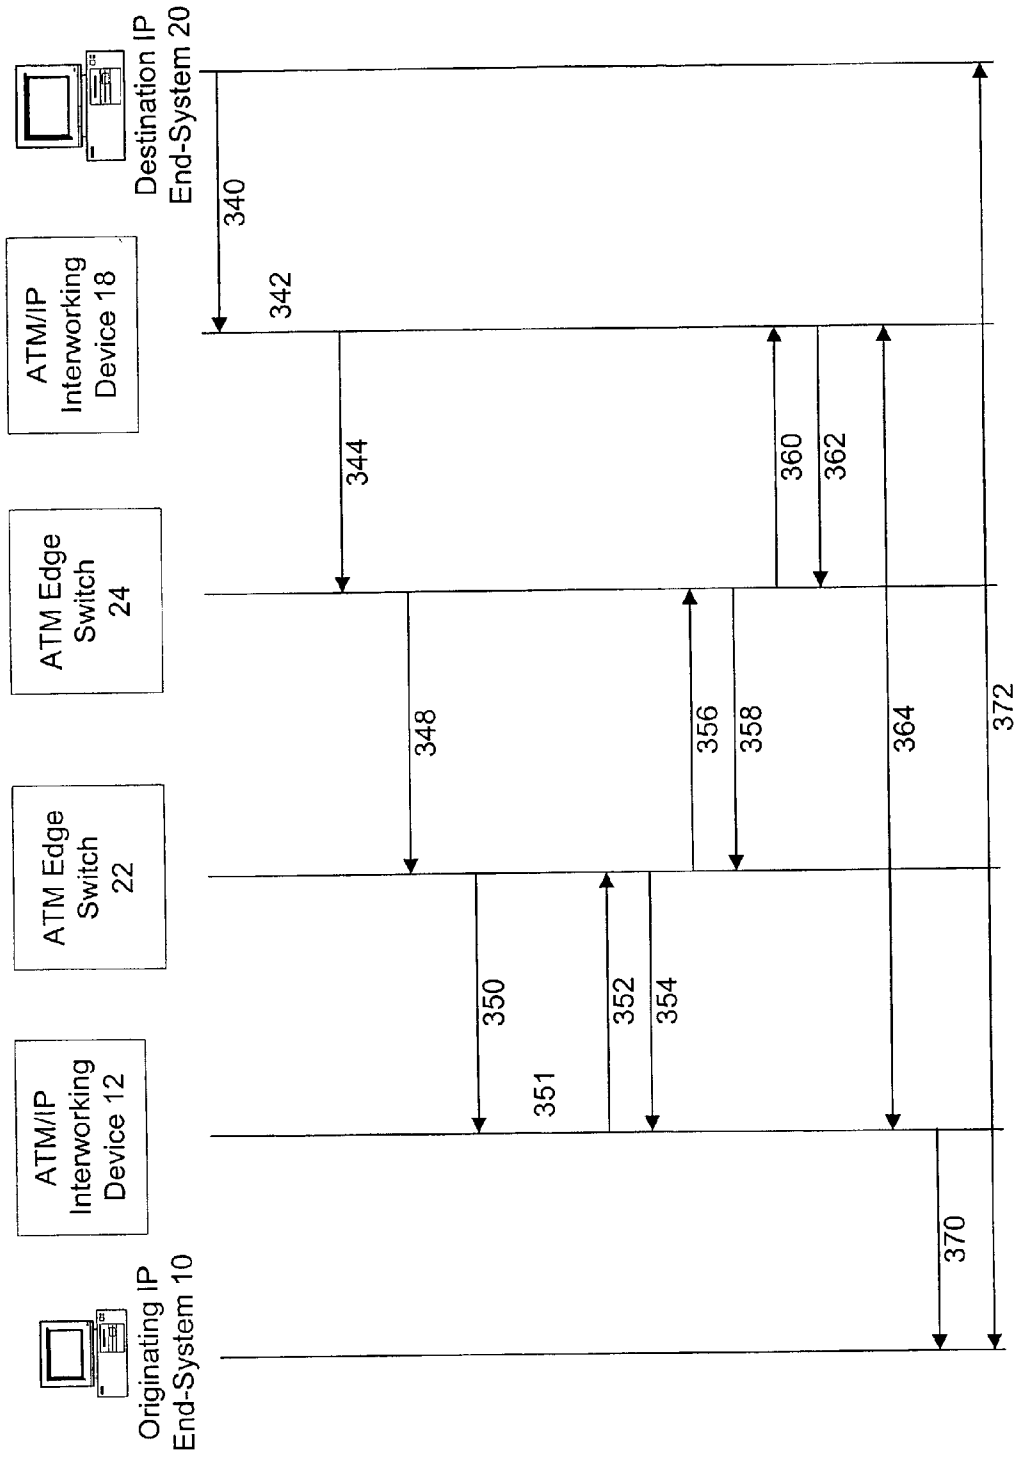 Originating IP
End-System 10
ATM/IP
Interworking
Device 12
ATM Edge
Switch
22
ATM Edge
Switch
24
ATM/IP
Interworking
Device 18
Destination IP
End-System 20
340
342
344
348
350
351
352
354
356
358
360
362
364
370
372